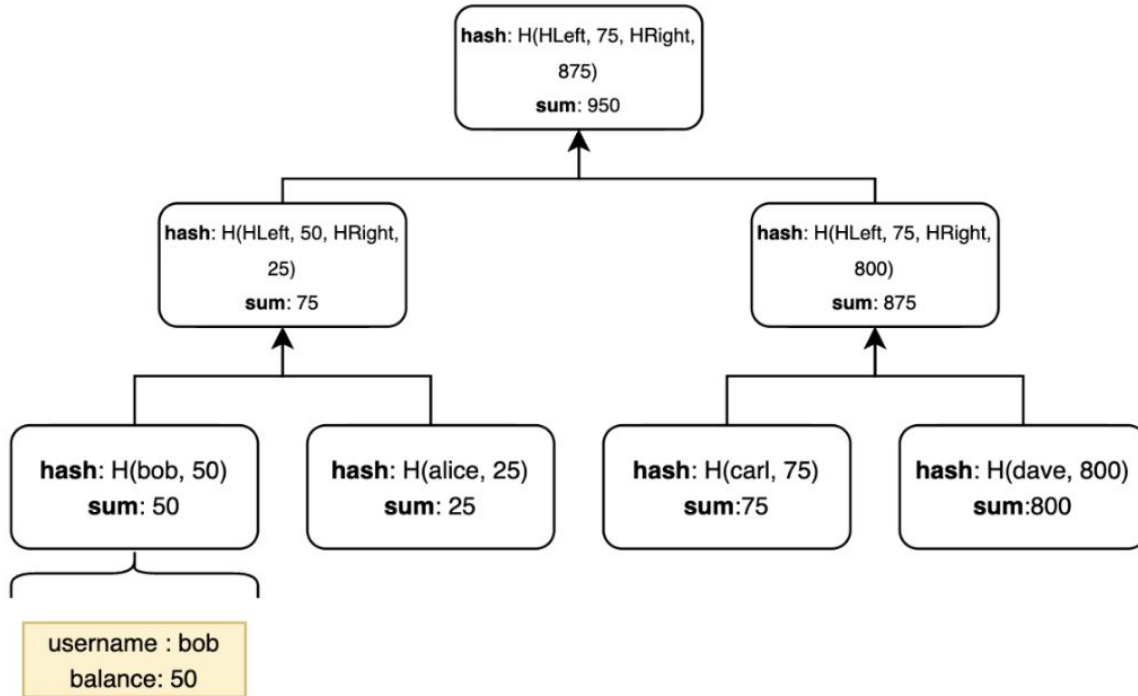 hash: H(HLeft, 75, HRight,
875)
sum: 950
hash: H(HLeft, 50, HRight,
25)
sum: 75
hash: H(HLeft, 75, HRight,
800)
sum: 875
hash: H(bob, 50)
sum: 50
hash: H(alice, 25)
sum: 25
hash: H(carl, 75)
sum:75
hash: H(dave, 800)
sum:800
username : bob
balance: 50